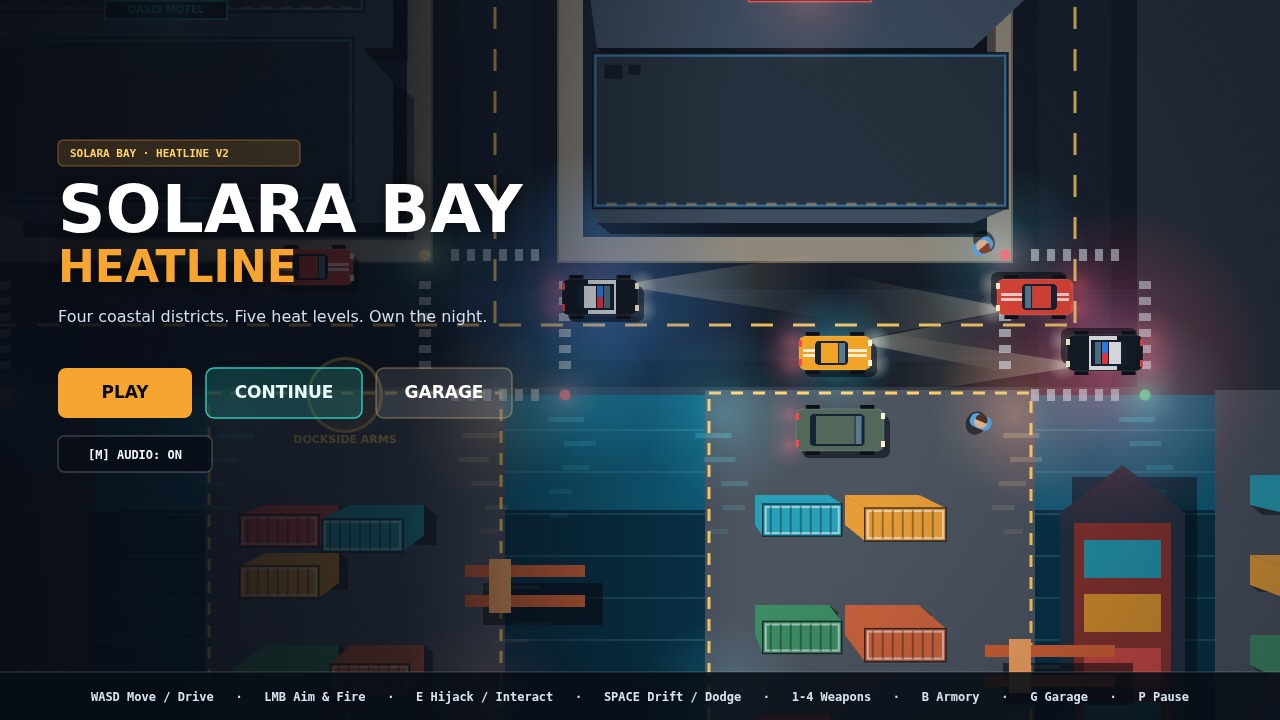 OASIS MOTEL
SOLARA BAY · HEATLINE V2
SOLARA BAY
HEATLINE
Four coastal districts. Five heat levels. Own the night.
PLAY
CONTINUE
GARAGE
DOCKSIDE ARMS
[M] AUDIO: ON
WASD Move / Drive · LMB Aim & Fire · E Hijack / Interact · SPACE Drift / Dodge · 1-4 Weapons · B Armory · G Garage · P Pause